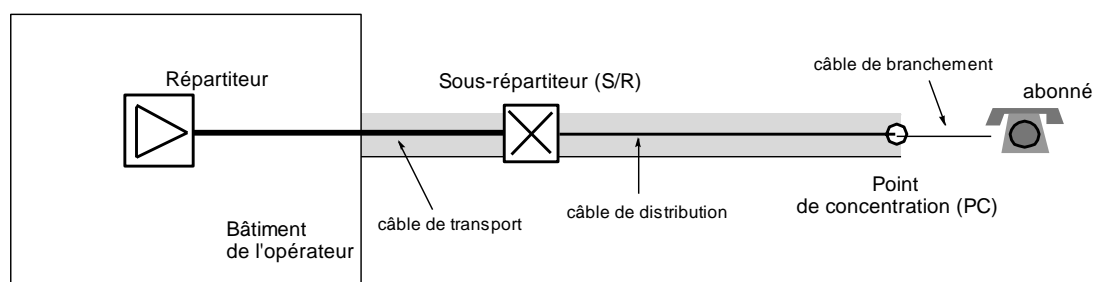 câble de branchement
Répartiteur
Sous-répartiteur (S/R)
abonné
Point
de concentration (PC)
câble de distribution
câble de transport
Bâtiment
de l'opérateur